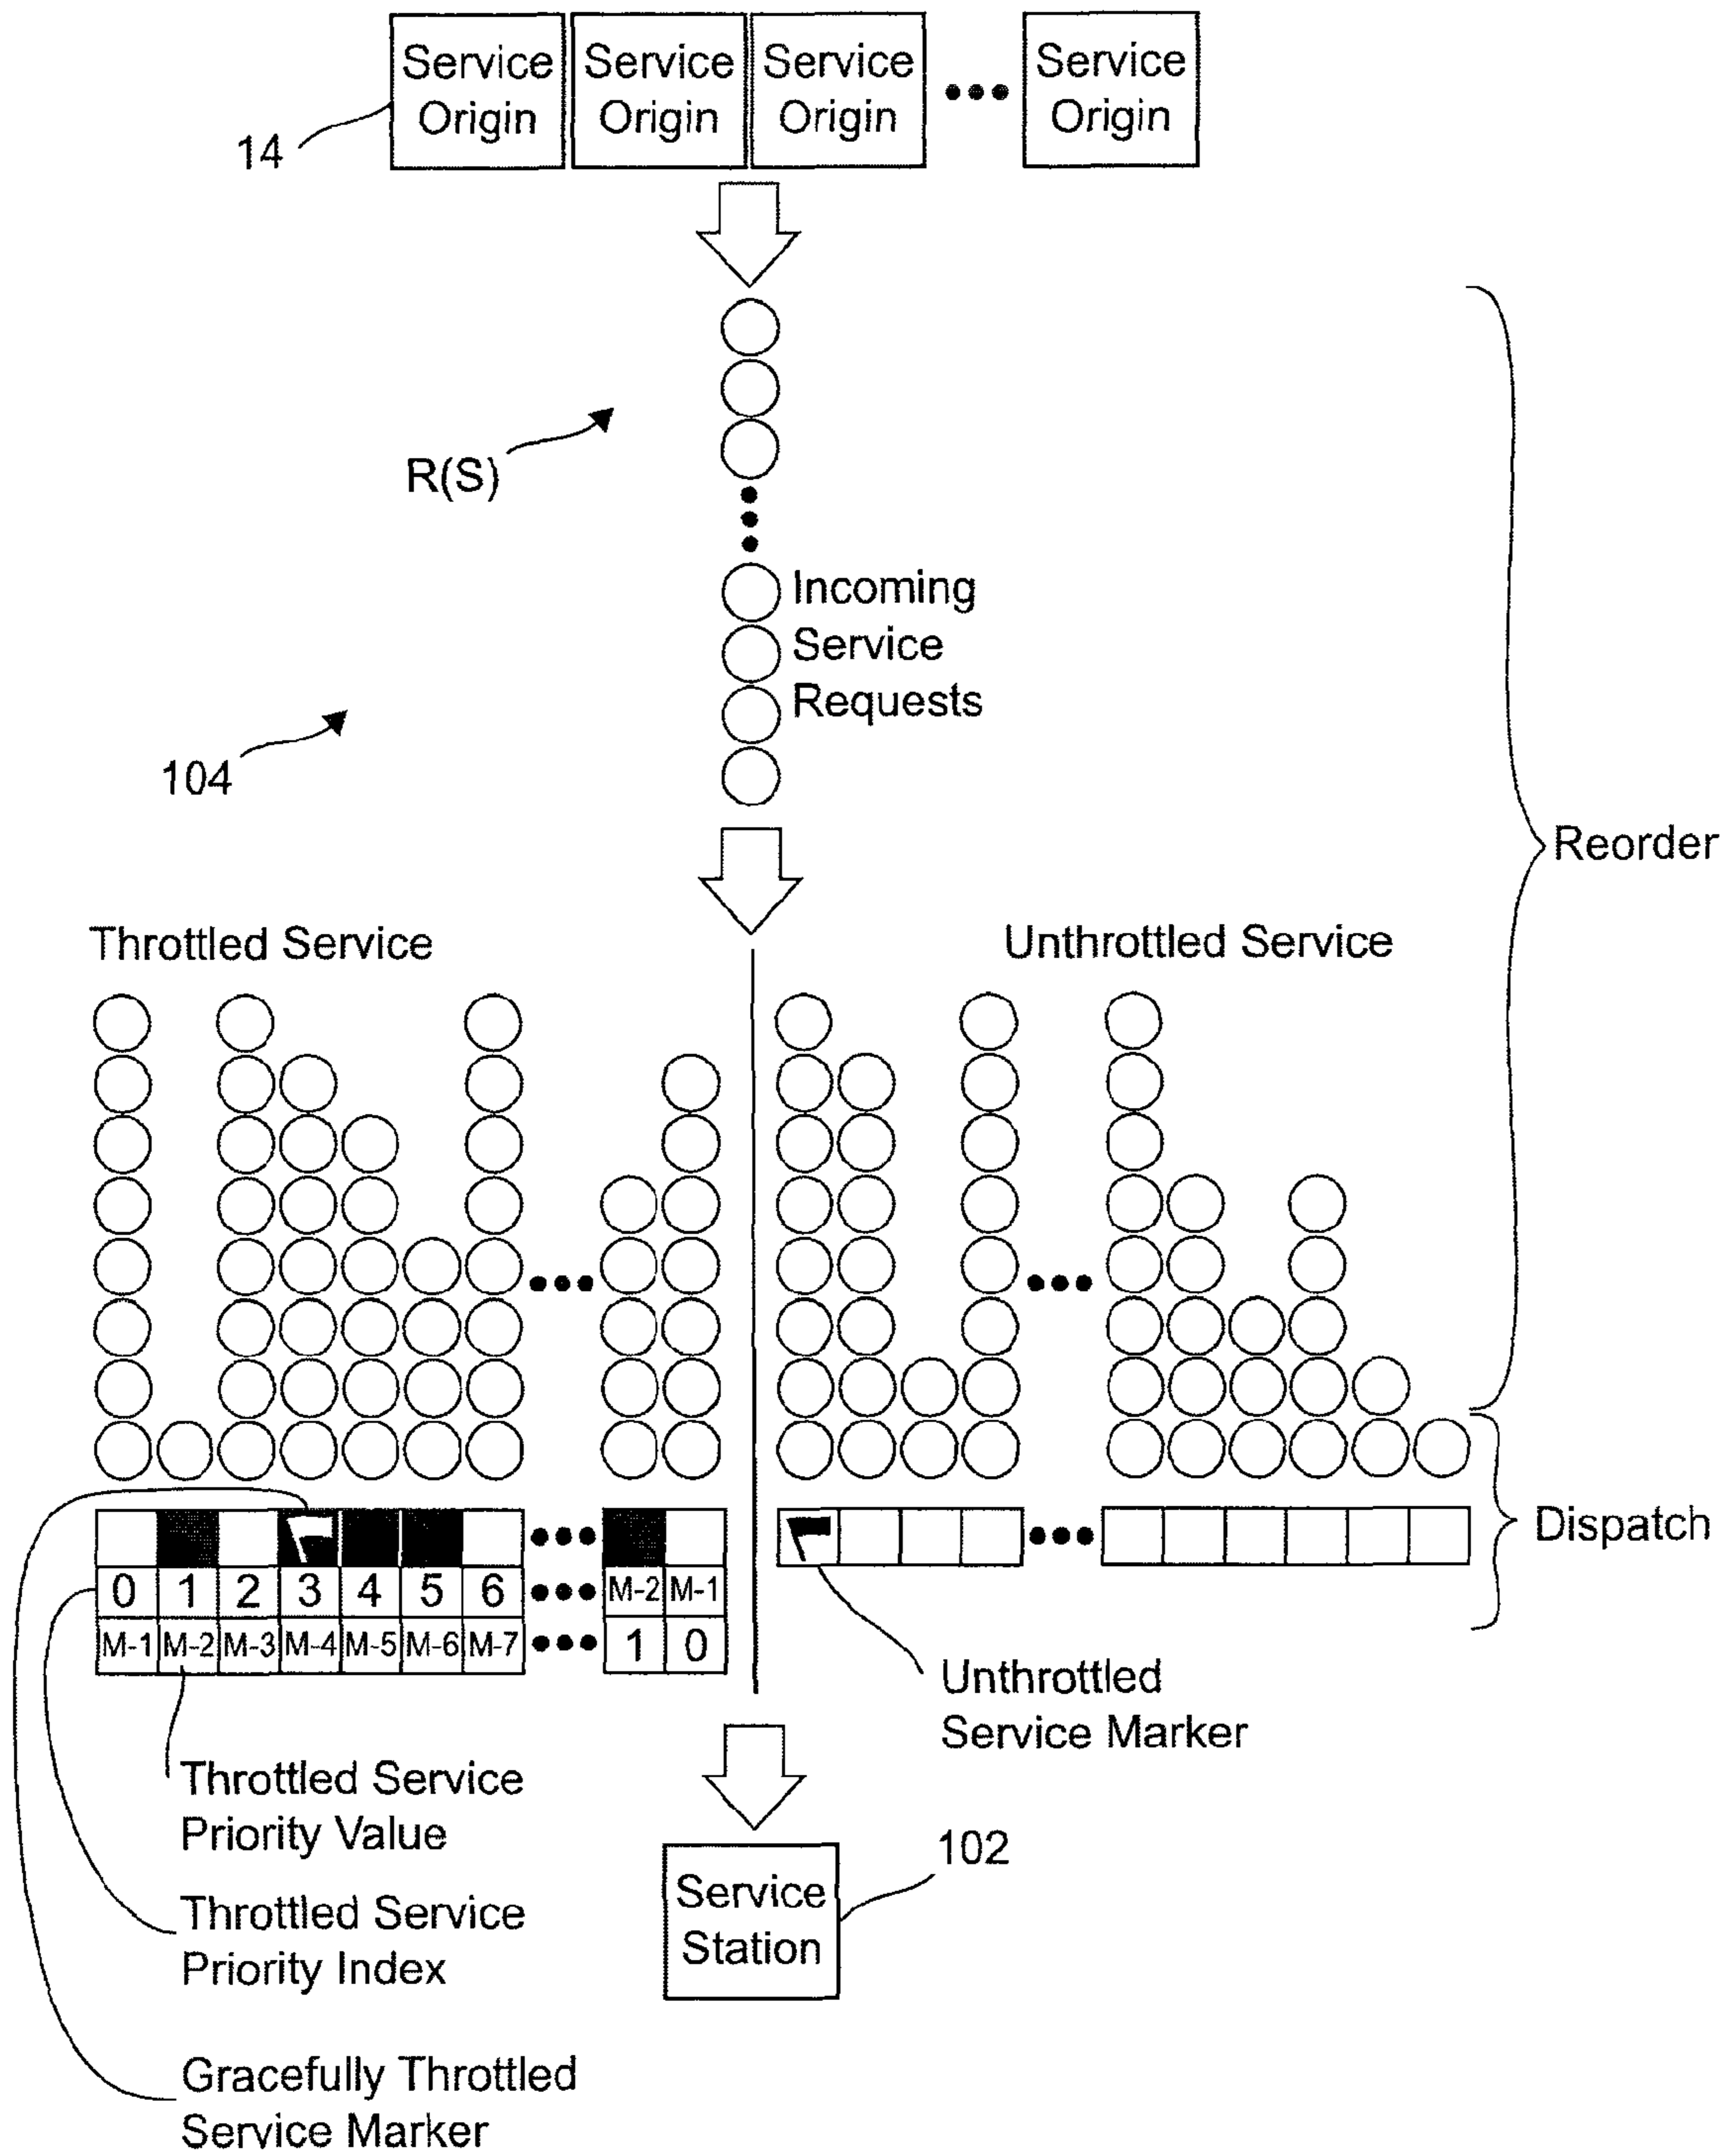 Service Service Service Service
Origin Origin Origin Origin
14
R(S)
Incoming
Service
Requests
104
Reorder
Throttled Service
Unthrottled Service
Dispatch
0 1 2 3 4 5 6 M-2 M-1
M-1 M-2 M-3 M-4 M-5 M-6 M-7 1 0
Unthrottled
Service Marker
Throttled Service
Priority Value
102
Service
Station
Throttled Service
Priority Index
Gracefully Throttled
Service Marker